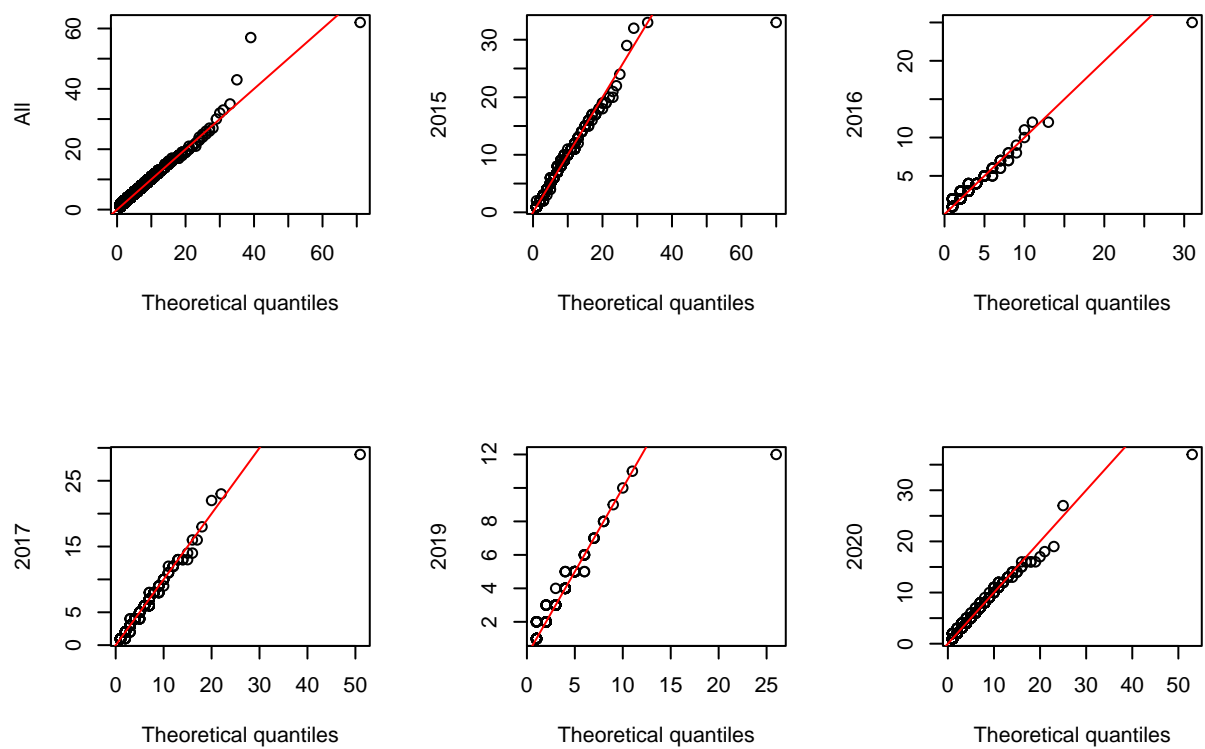 All
0 20 40 60
0 20 40 60
Theoretical quantiles
2015
0 10 20 30
0 20 40 60
Theoretical quantiles
2016
5 10 20
0 5 10 20 30
Theoretical quantiles
2017
0 5 15 25
0 10 20 30 40 50
Theoretical quantiles
2019
2 4 6 8 10 12
0 5 10 15 20 25
Theoretical quantiles
2020
0 10 20 30
0 10 20 30 40 50
Theoretical quantiles